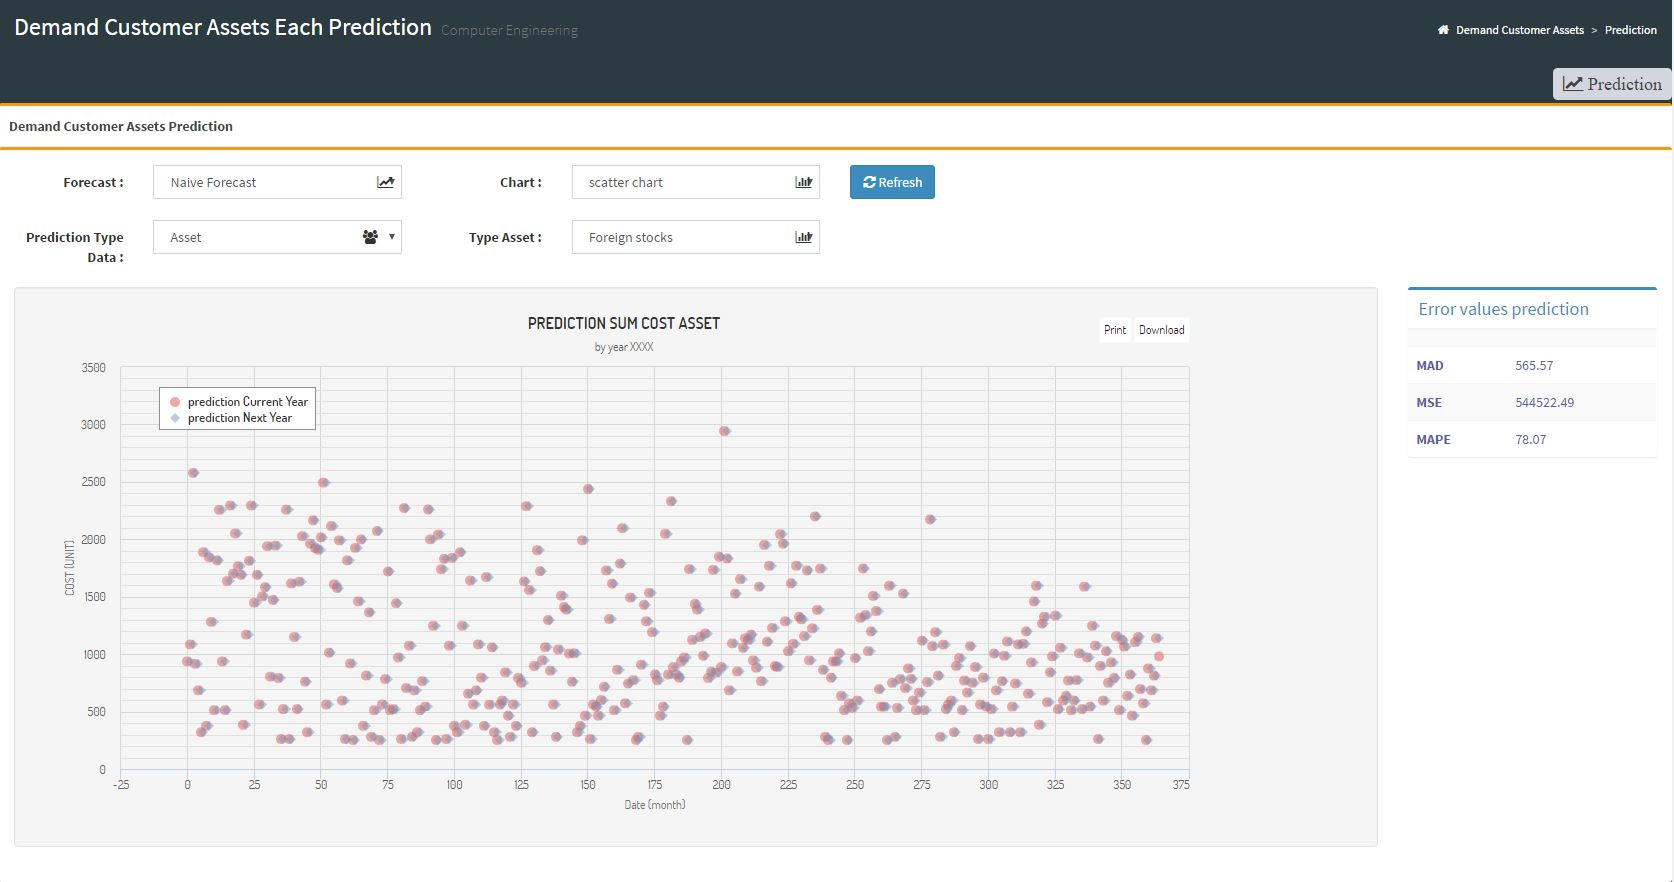 Demand Customer Assets Each Prediction Computer Engineering
Demand Customer Assets > Prediction
Prediction
Demand Customer Assets Prediction
Forecast : Naive Forecast Chart : scatter chart Refresh
Prediction Type Data : Asset Type Asset : Foreign stocks
PREDICTION SUM COST ASSET
by year XXXX
Print Download
prediction Current Year
prediction Next Year
COST (UNIT)
3500
3000
2500
2000
1500
1000
500
0
-25 0 25 50 75 100 125 150 175 200 225 250 275 300 325 350 375
Date (month)
Error values prediction
MAD 565.57
MSE 544522.49
MAPE 78.07